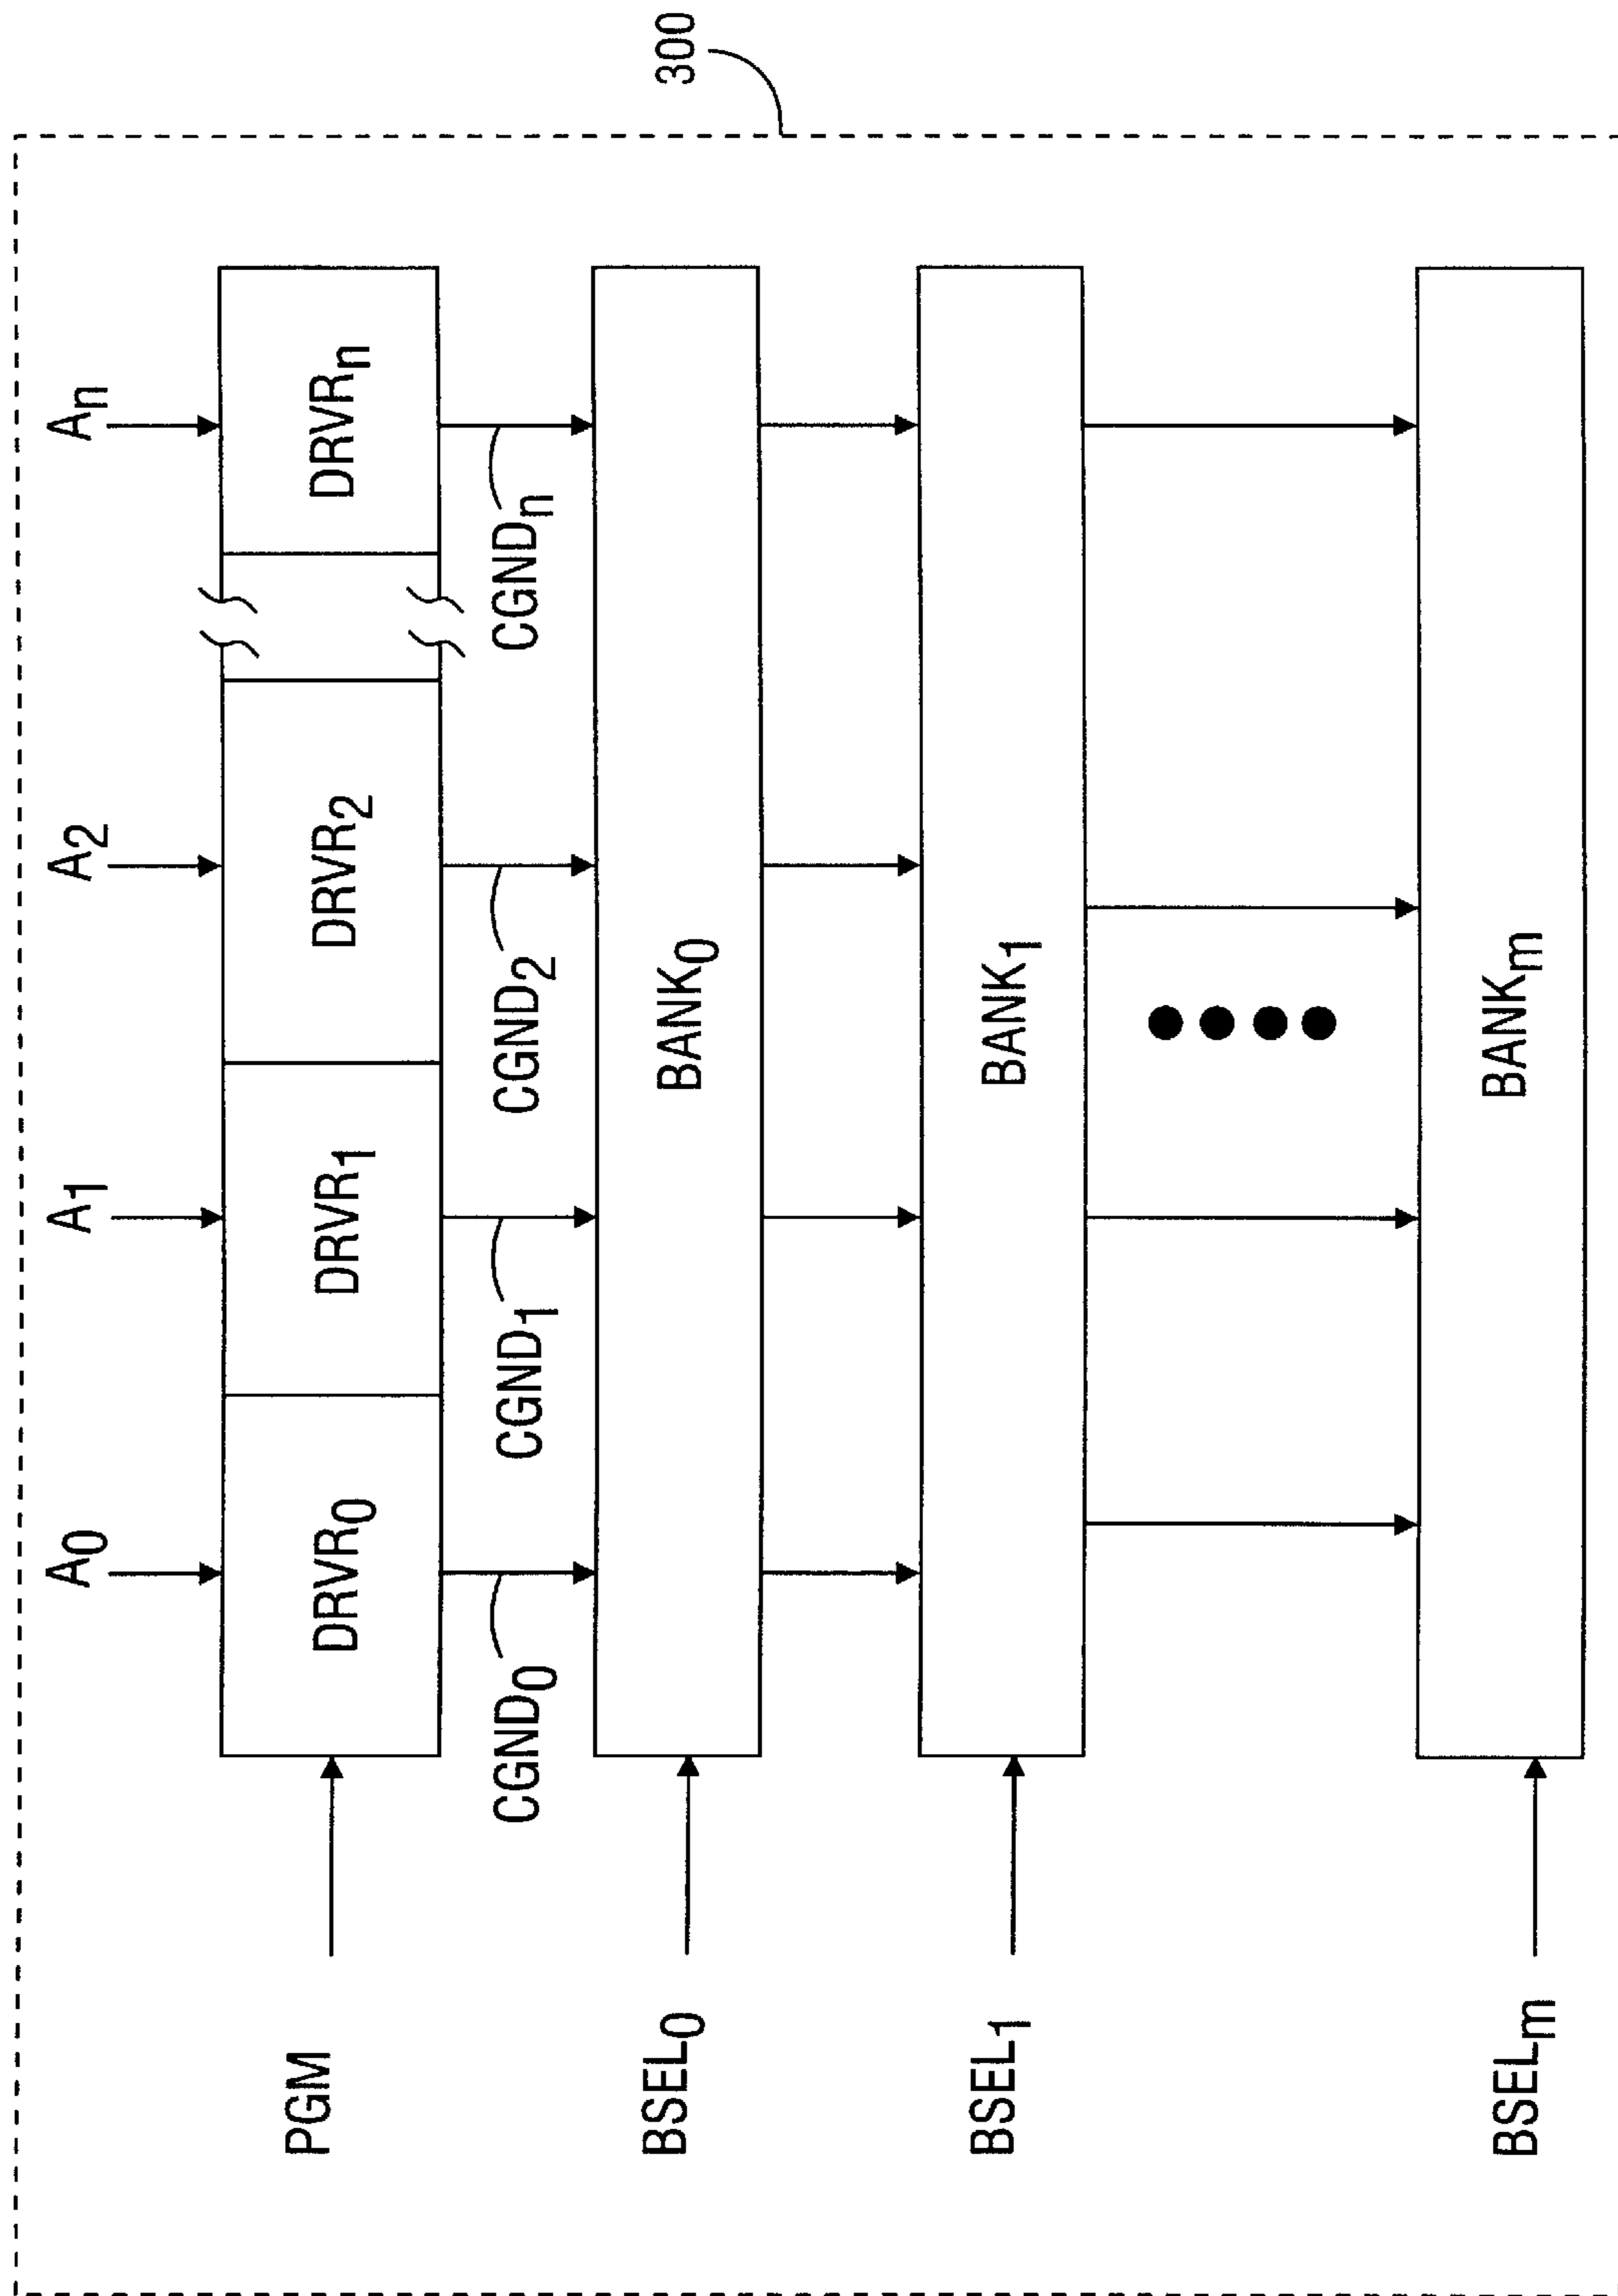 A0 A1 A2 An
PGM DRVR0 DRVR1 DRVR2 DRVRn
CGND0 CGND1 CGND2 CGNDn
BSEL0 BANK0 300
BSEL1 BANK1
BSELm BANKm